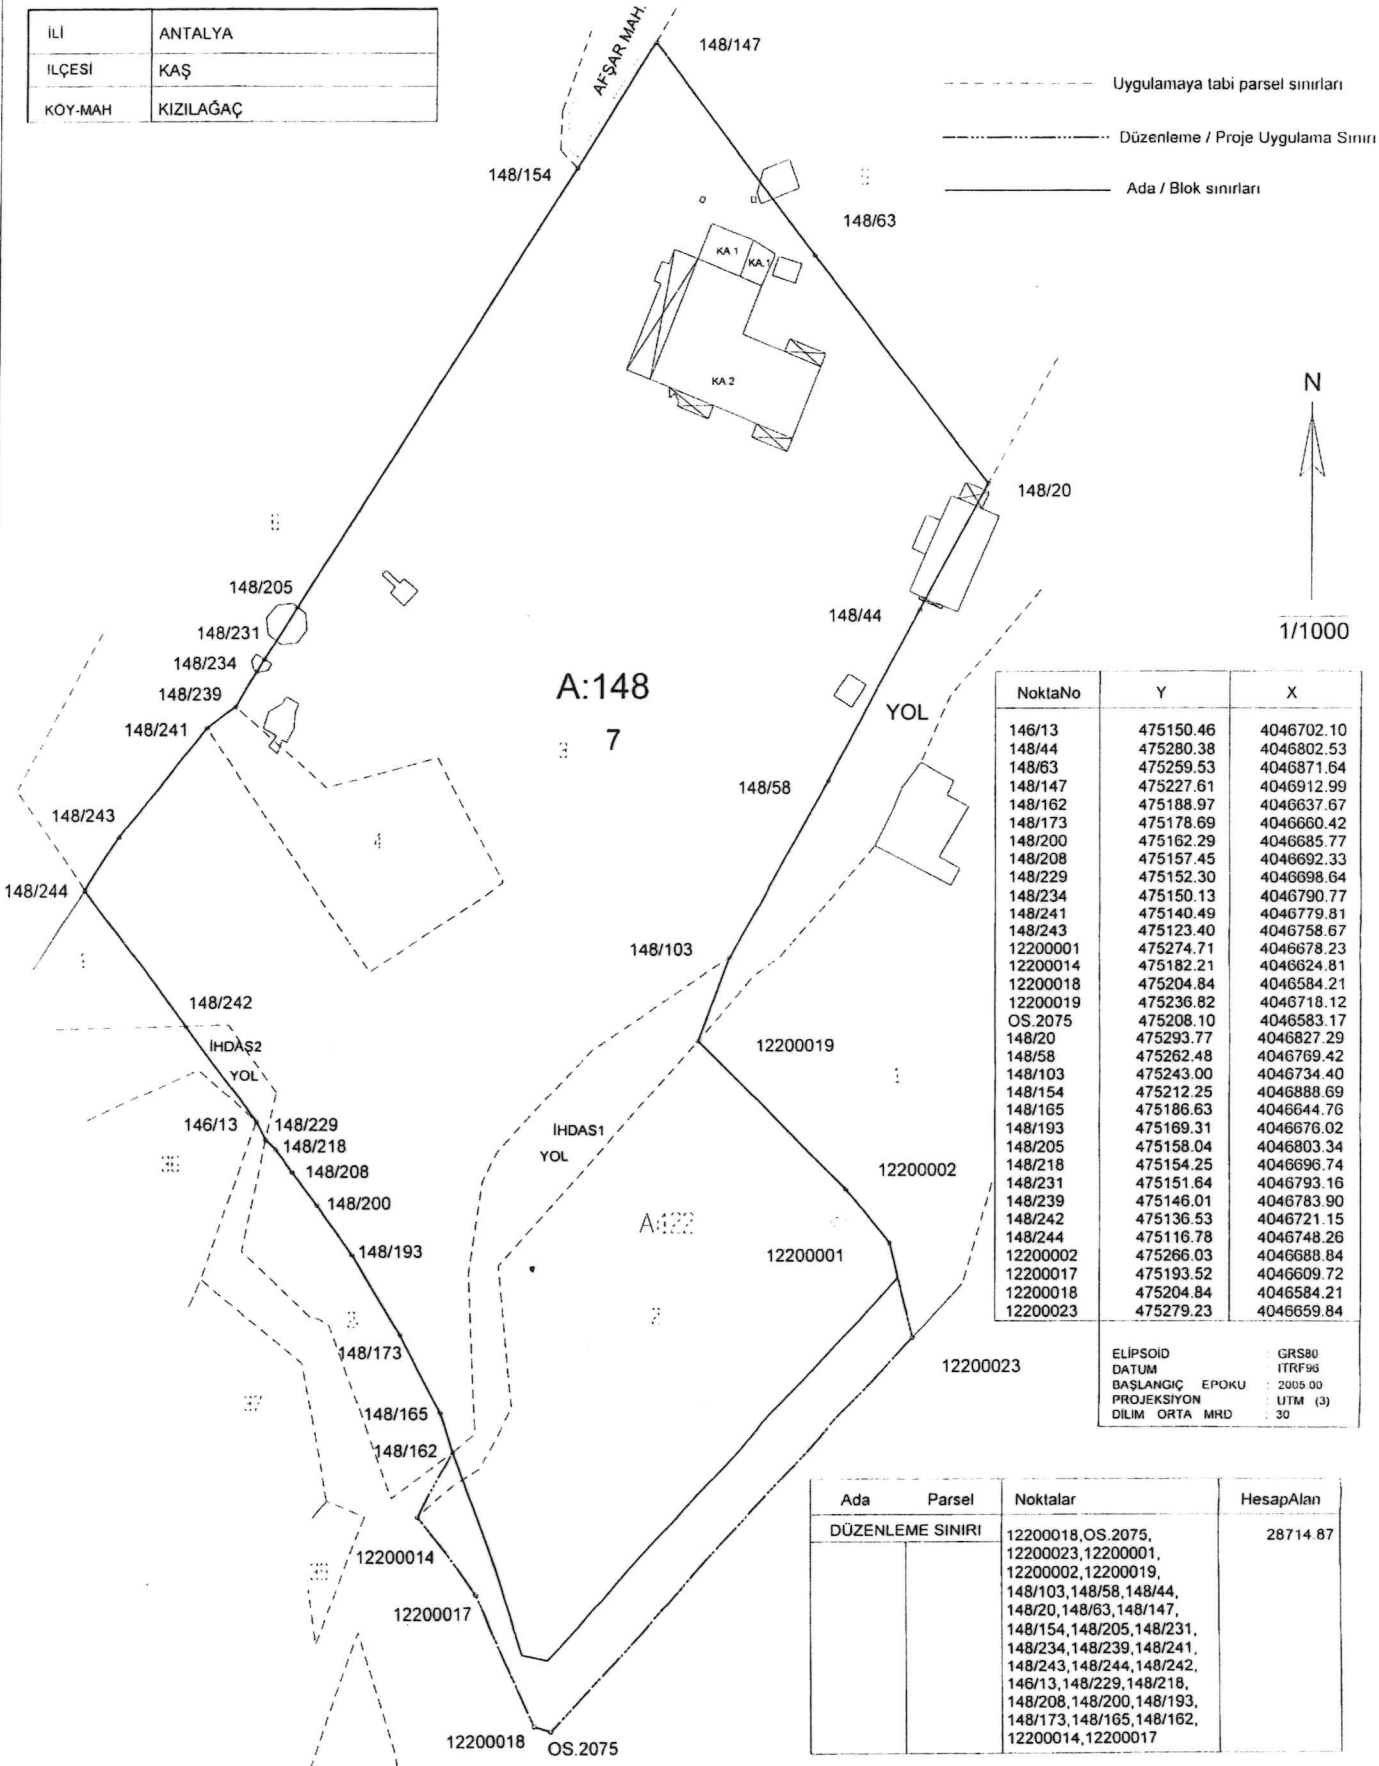 İLİ ANTALYA
İLÇESİ KAŞ
KÖY-MAH KIZILAĞAÇ
AFŞAR MAH.
148/147
Uygulamaya tabi parsel sınırları
Düzenleme / Proje Uygulama Sınırı
Ada / Blok sınırları
148/154
148/63
KA 1
KA.1
KA 2
N
1/1000
148/20
6
148/205
148/231
148/234
148/239
148/241
148/44
A:148
3 7
YOL
148/58
148/243
4
148/244
1
148/103
148/242
İHDAS2
YOL
12200019
1
146/13 148/229
148/218
148/208
148/200
36
İHDAS1
YOL
12200002
A:122
12200001
148/193
2
148/173
12200023
37
148/165
148/162
12200014
12200017
12200018 OS.2075
NoktaNo Y X
146/13 475150.46 4046702.10
148/44 475280.38 4046802.53
148/63 475259.53 4046871.64
148/147 475227.61 4046912.99
148/162 475188.97 4046637.67
148/173 475178.69 4046660.42
148/200 475162.29 4046685.77
148/208 475157.45 4046692.33
148/229 475152.30 4046698.64
148/234 475150.13 4046790.77
148/241 475140.49 4046779.81
148/243 475123.40 4046758.67
12200001 475274.71 4046678.23
12200014 475182.21 4046624.81
12200018 475204.84 4046584.21
12200019 475236.82 4046718.12
OS.2075 475208.10 4046583.17
148/20 475293.77 4046827.29
148/58 475262.48 4046769.42
148/103 475243.00 4046734.40
148/154 475212.25 4046888.69
148/165 475186.63 4046644.76
148/193 475169.31 4046676.02
148/205 475158.04 4046803.34
148/218 475154.25 4046696.74
148/231 475151.64 4046793.16
148/239 475146.01 4046783.90
148/242 475136.53 4046721.15
148/244 475116.78 4046748.26
12200002 475266.03 4046688.84
12200017 475193.52 4046609.72
12200018 475204.84 4046584.21
12200023 475279.23 4046659.84
ELİPSOİD : GRS80
DATUM : ITRF96
BAŞLANGIÇ EPOKU : 2005.00
PROJEKSİYON : UTM (3)
DİLİM ORTA MRD : 30
Ada Parsel Noktalar HesapAlan
DÜZENLEME SINIRI 12200018,OS.2075, 28714.87
12200023,12200001,
12200002,12200019,
148/103,148/58,148/44,
148/20,148/63,148/147,
148/154,148/205,148/231,
148/234,148/239,148/241,
148/243,148/244,148/242,
146/13,148/229,148/218,
148/208,148/200,148/193,
148/173,148/165,148/162,
12200014,12200017